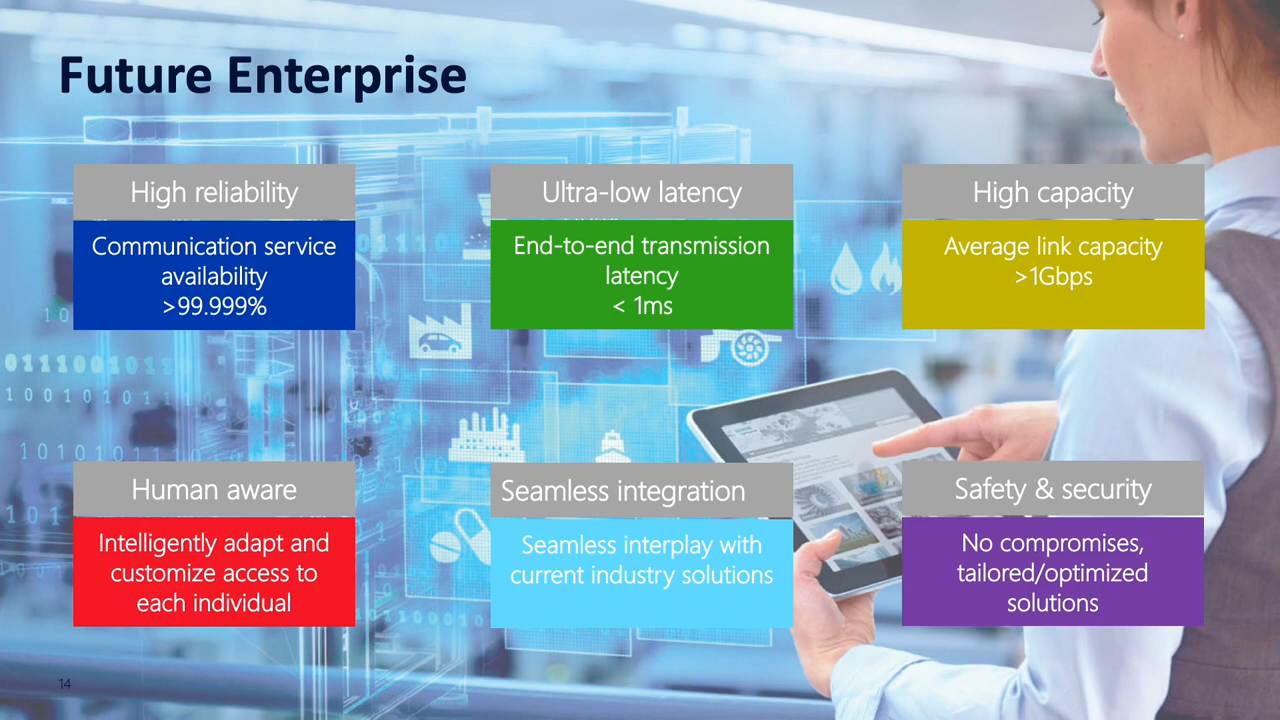 Future Enterprise
High reliability
Communication service
availability
>99.999%
Ultra-low latency
End-to-end transmission
latency
< 1ms
High capacity
Average link capacity
>1Gbps
Human aware
Intelligently adapt and
customize access to
each individual
Seamless integration
Seamless interplay with
current industry solutions
Safety & security
No compromises,
tailored/optimized
solutions
14